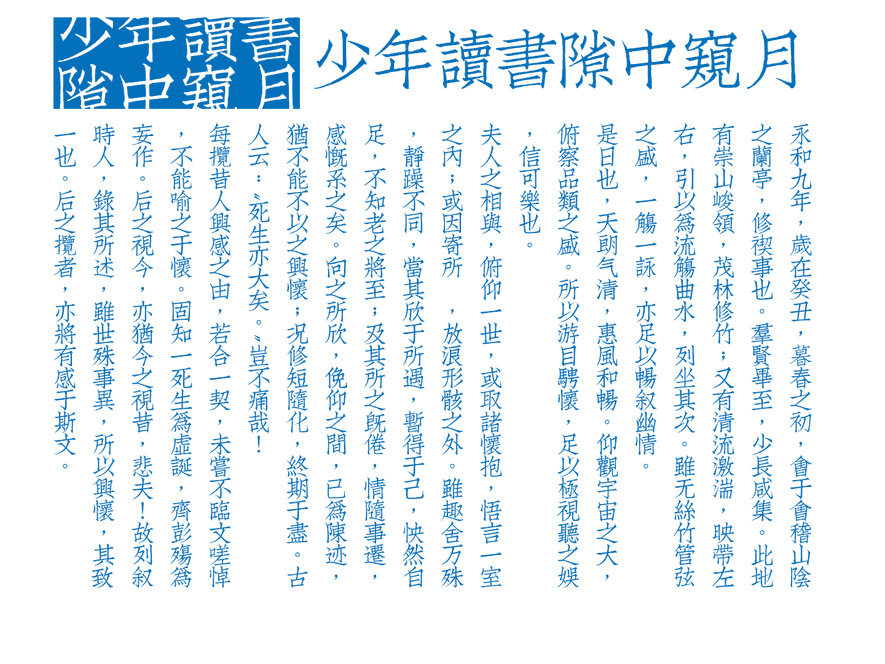 少年讀書
隙中窺月
少年讀書隙中窺月
永和九年，歲在癸丑，暮春之初，會于會稽山陰
之蘭亭，修禊事也。羣賢畢至，少長咸集。此地
有崇山峻領，茂林修竹；又有清流激湍，映帶左
右，引以爲流觴曲水，列坐其次。雖无絲竹管弦
之盛，一觴一詠，亦足以暢叙幽情。
是日也，天朗气清，惠風和暢。仰觀宇宙之大，
俯察品類之盛。所以游目騁懷，足以極視聽之娛
，信可樂也。
夫人之相與，俯仰一世，或取諸懷抱，悟言一室
之內；或因寄所　，放浪形骸之外。雖趣舍万殊
，靜躁不同，當其欣于所遇，暫得于己，怏然自
足，不知老之將至；及其所之旣倦，情隨事遷，
感慨系之矣。向之所欣，俛仰之間，已爲陳迹，
猶不能不以之興懷；况修短隨化，終期于盡。古
人云：“死生亦大矣。”豈不痛哉！
每攬昔人興感之由，若合一契，未嘗不臨文嗟悼
，不能喻之于懷。固知一死生爲虛誕，齊彭殤爲
妄作。后之視今，亦猶今之視昔，悲夫！故列叙
時人，錄其所述，雖世殊事異，所以興懷，其致
一也。后之攬者，亦將有感于斯文。